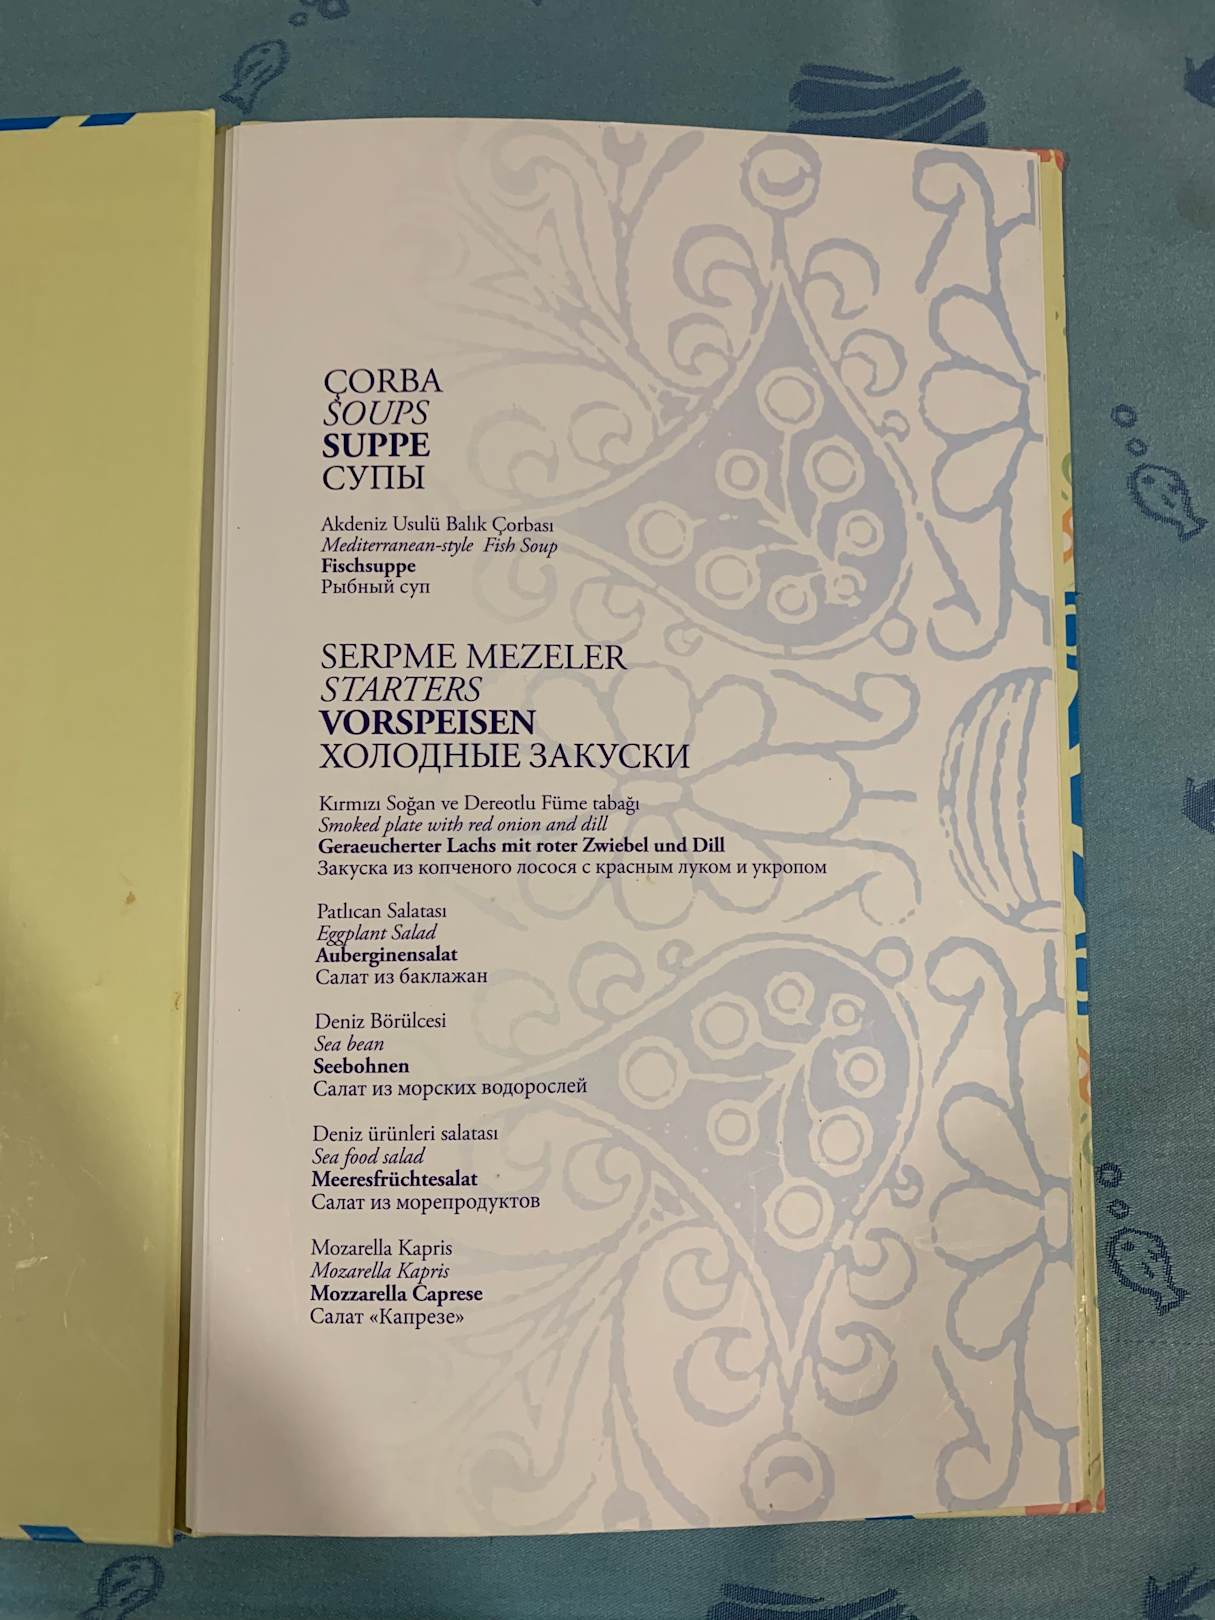 ÇORBA
SOUPS
SUPPE
СУПЫ
Akdeniz Usulü Balık Çorbası
Mediterranean-style Fish Soup
Fischsuppe
Рыбный суп
SERPME MEZELER
STARTERS
VORSPEISEN
ХОЛОДНЫЕ ЗАКУСКИ
Kırmızı Soğan ve Dereotlu Füme tabağı
Smoked plate with red onion and dill
Geraeucherter Lachs mit roter Zwiebel und Dill
Закуска из копченого лосося с красным луком и укропом
Patlıcan Salatası
Eggplant Salad
Auberginensalat
Салат из баклажан
Deniz Börülcesi
Sea bean
Seebohnen
Салат из морских водорослей
Deniz ürünleri salatası
Sea food salad
Meeresfrüchtesalat
Салат из морепродуктов
Mozarella Kapris
Mozarella Kapris
Mozzarella Caprese
Салат «Капрезе»